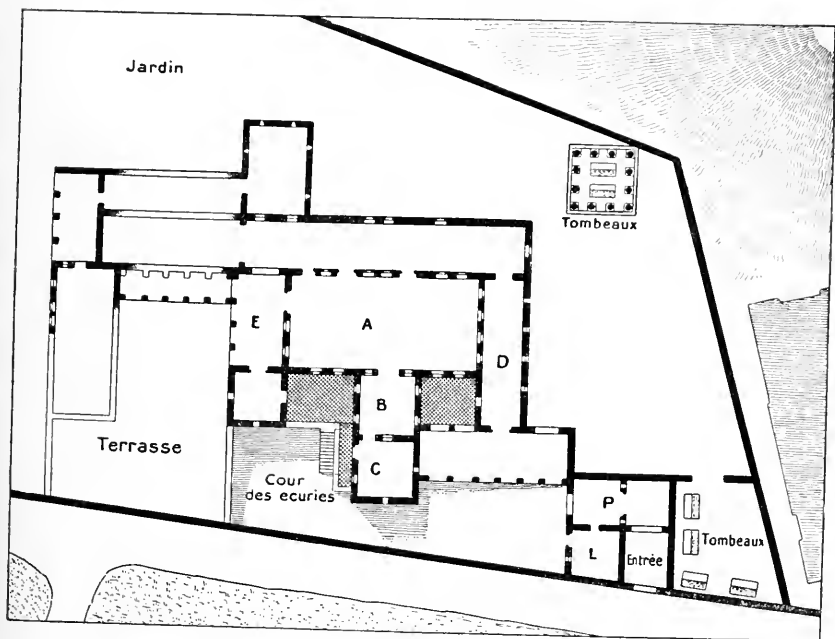 Jardin
Tombeaux
E
A
D
B
Terrasse
C
Cour
des ecuries
P
Tombeaux
L
Entrée